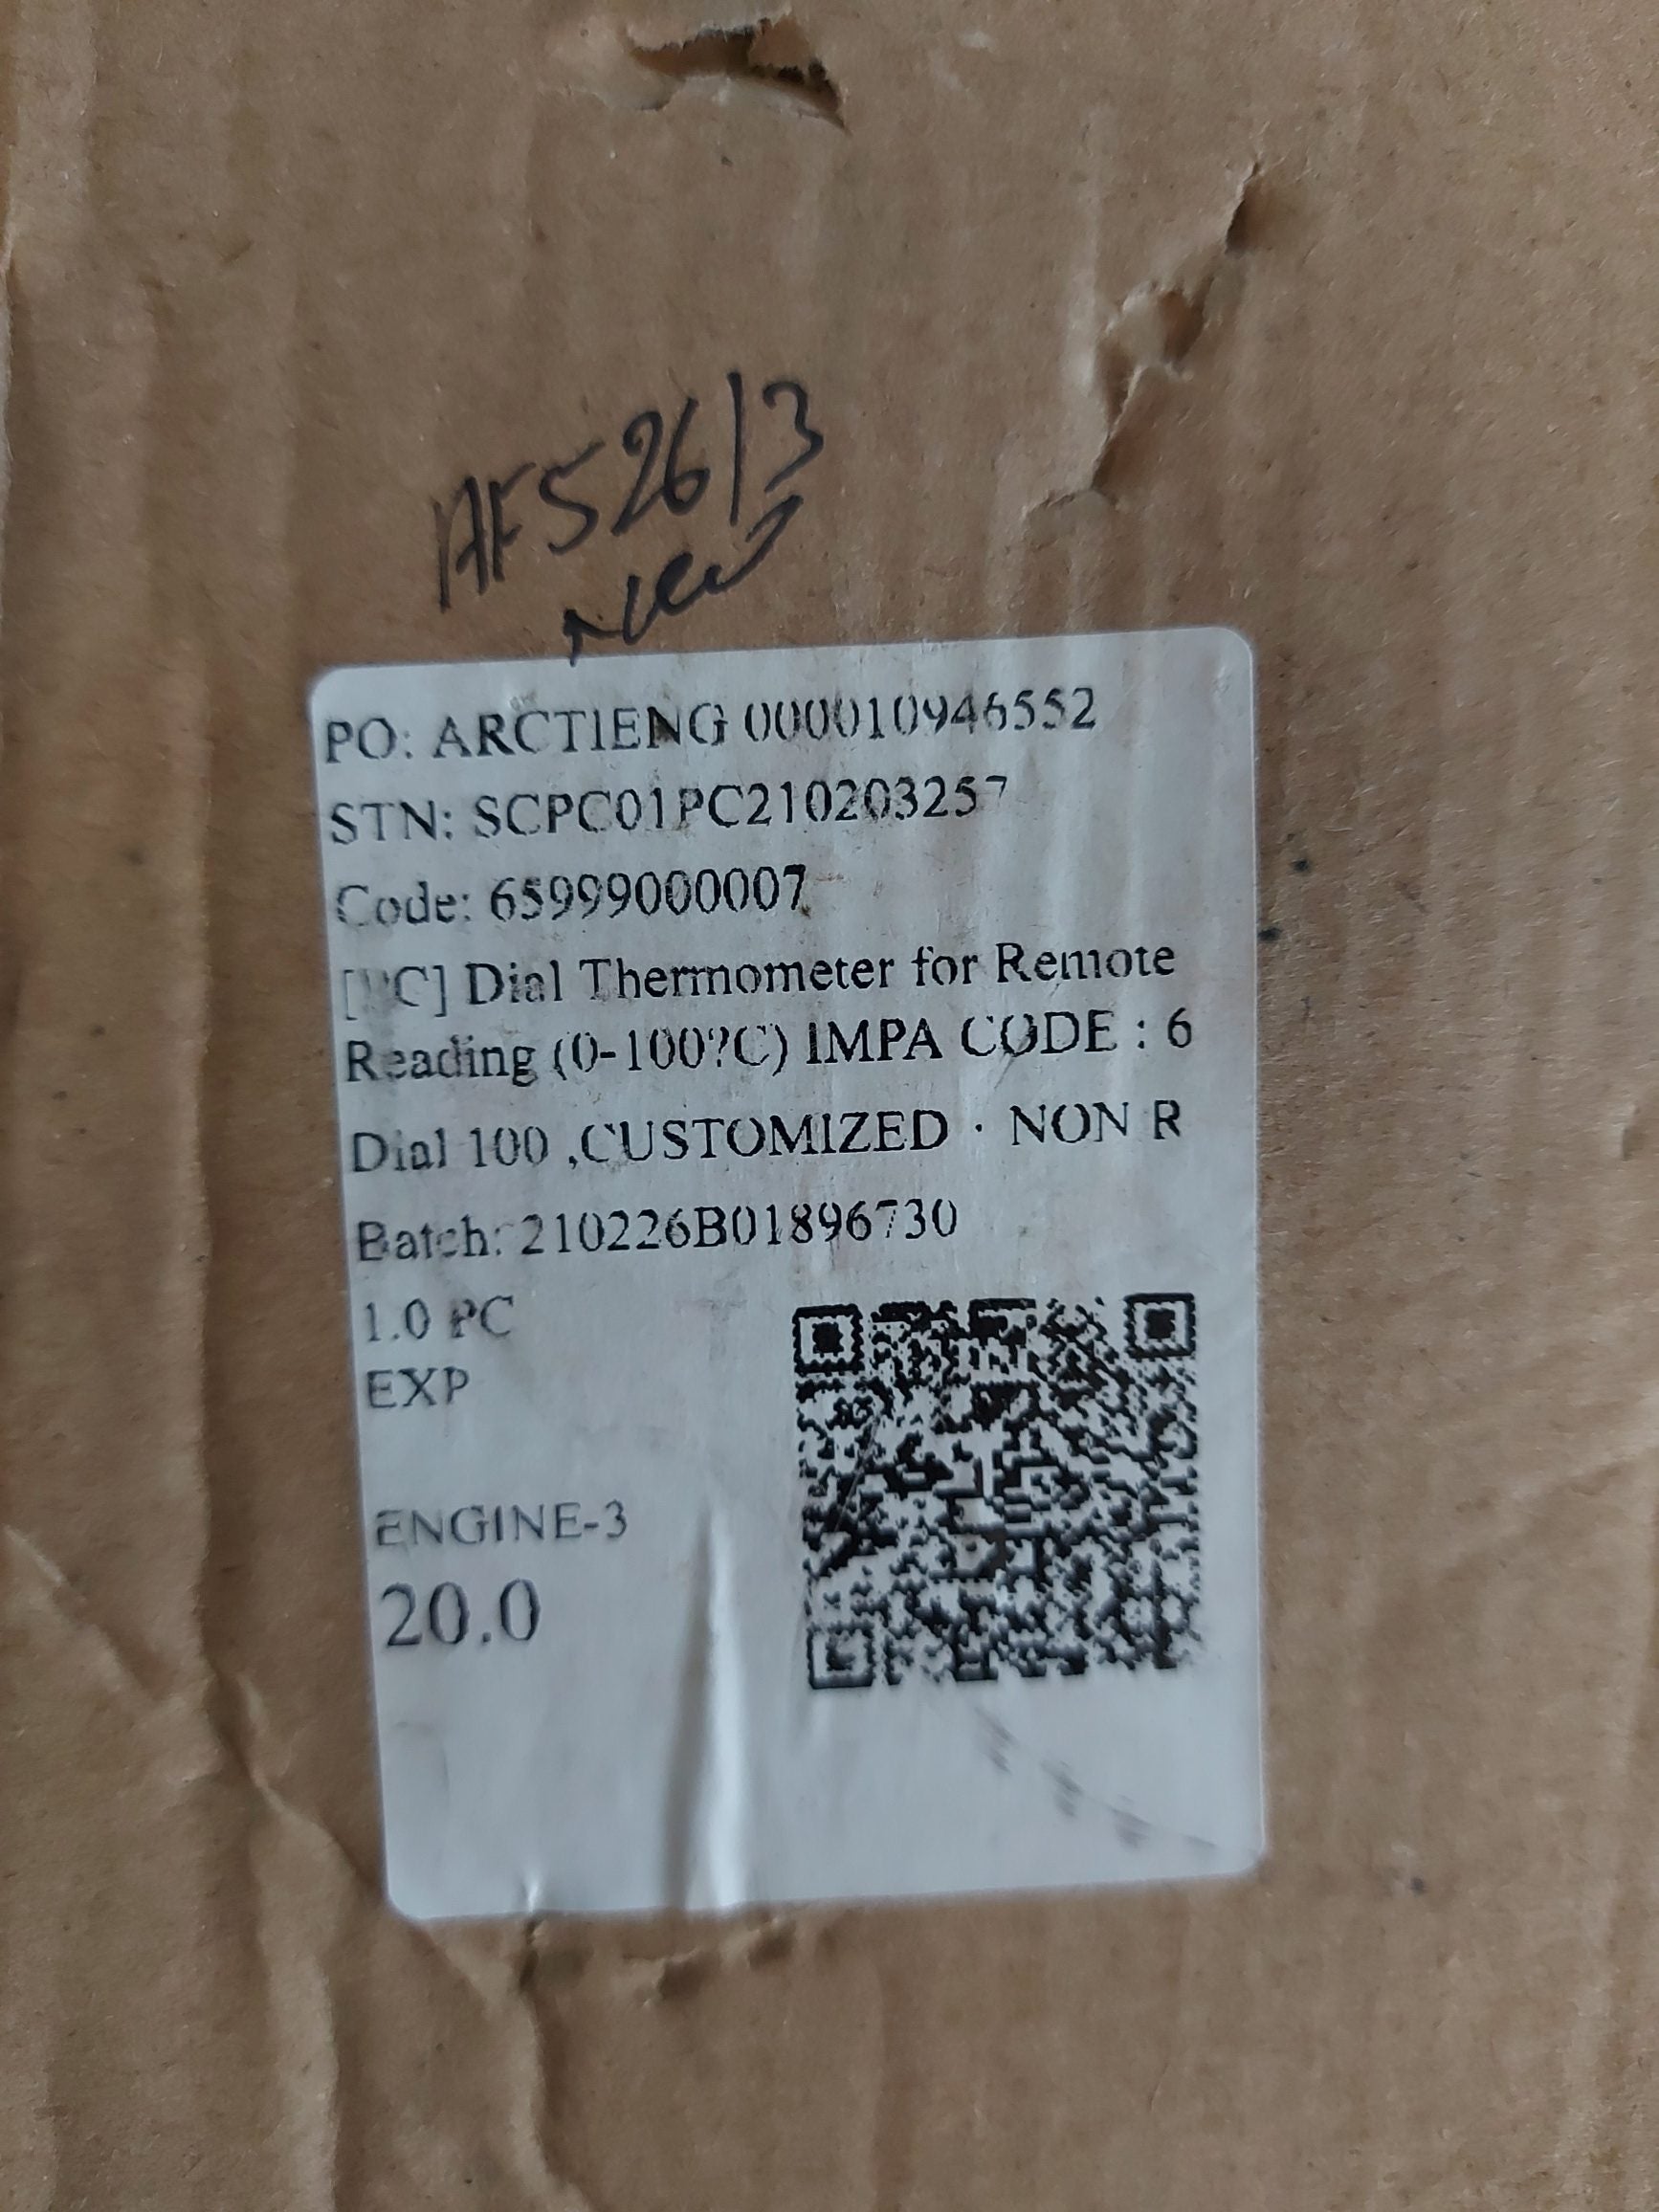 AF52613
new
PO: ARCTIENG 000010946552
STN: SCPC01PC210203257
Code: 65999000007
Dial Thermometer for Remote
Reading (0-100?C) IMPA CODE : 6
Dial 100 ,CUSTOMIZED · NON R
Batch: 210226B01896730
1.0 PC
EXP
ENGINE-3
20.0